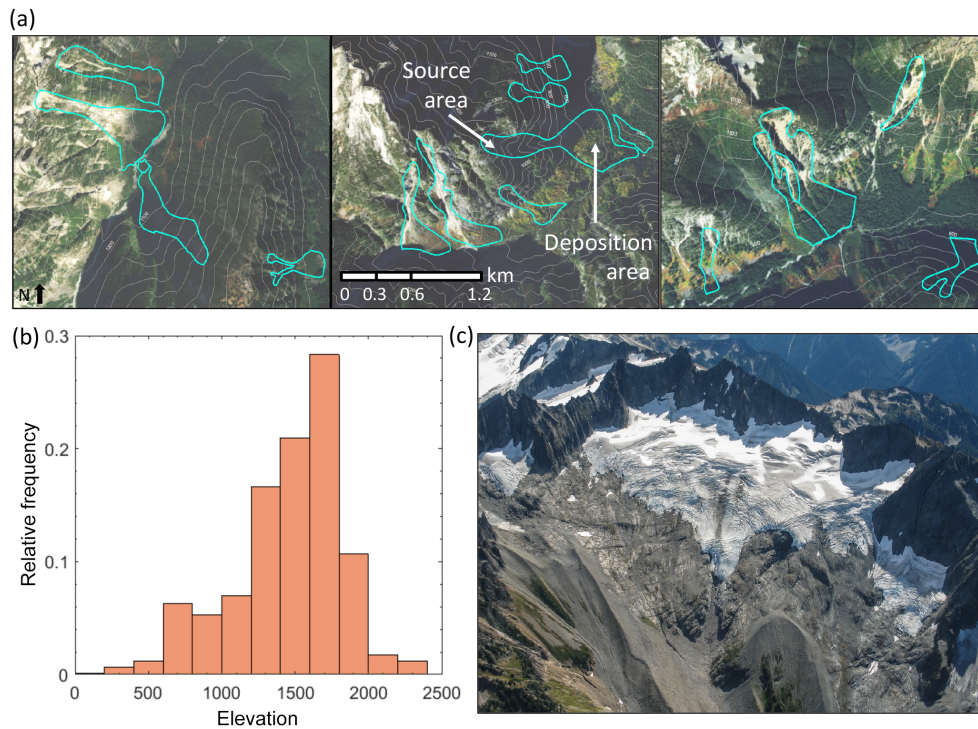 (a)
Source
area
Deposition
area
N
km
0 0.3 0.6 1.2
(b)
0.3
0.2
0.1
0
Relative frequency
0 500 1000 1500 2000 2500
Elevation
(c)